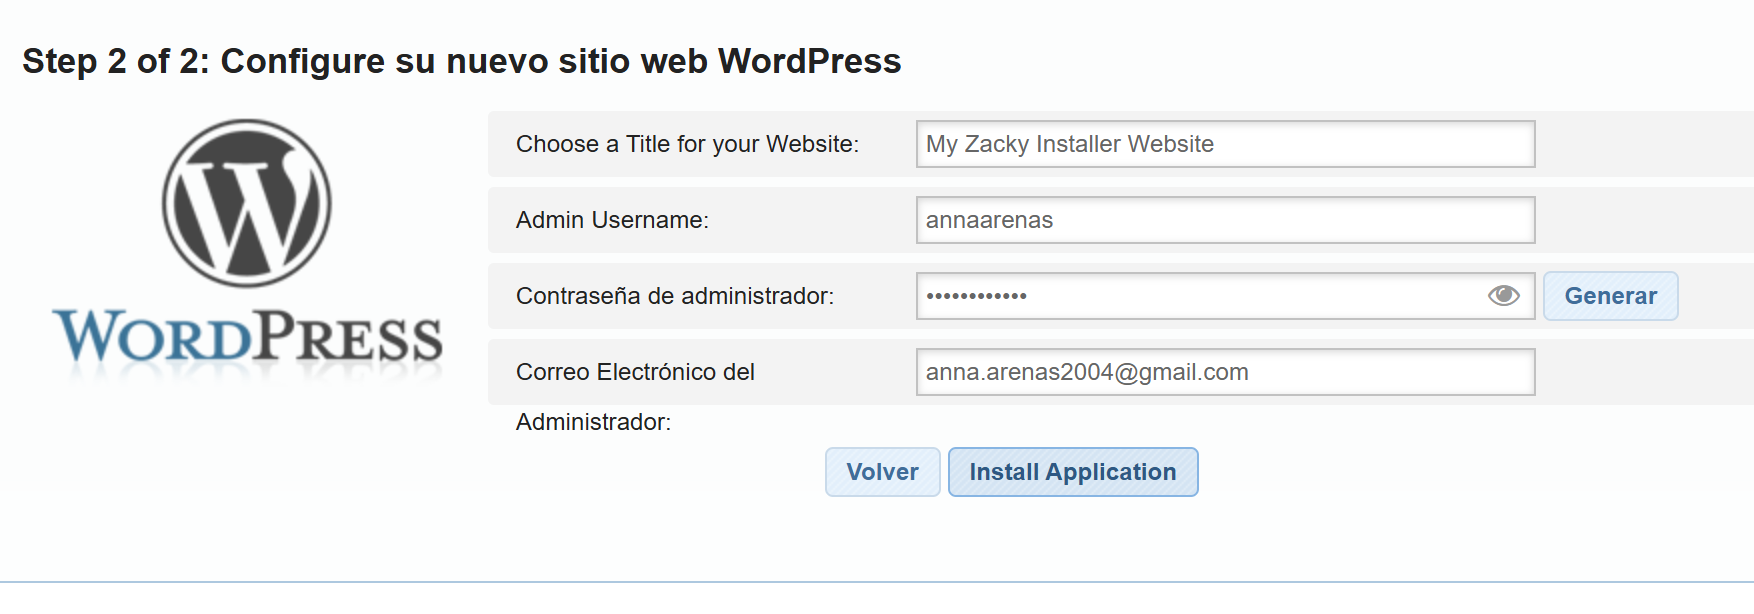 Step 2 of 2: Configure su nuevo sitio web WordPress
WORDPRESS
Choose a Title for your Website: My Zacky Installer Website
Admin Username: annaarenas
Contraseña de administrador: •••••••••••• Generar
Correo Electrónico del anna.arenas2004@gmail.com
Administrador:
Volver Install Application